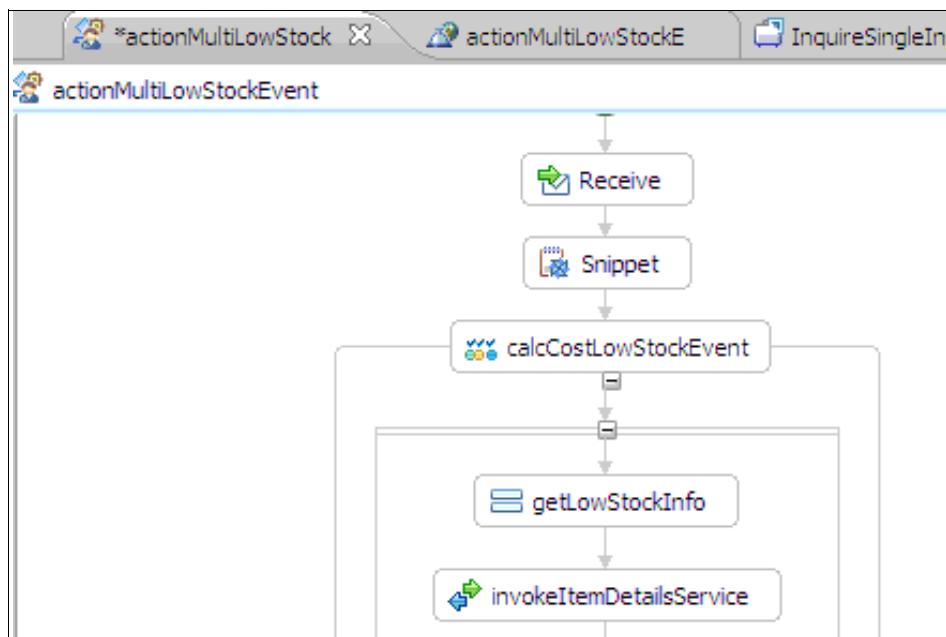 *actionMultiLowStock
actionMultiLowStockE
InquireSingleIn
actionMultiLowStockEvent
Receive
Snippet
calcCostLowStockEvent
getLowStockInfo
invokeItemDetailsService